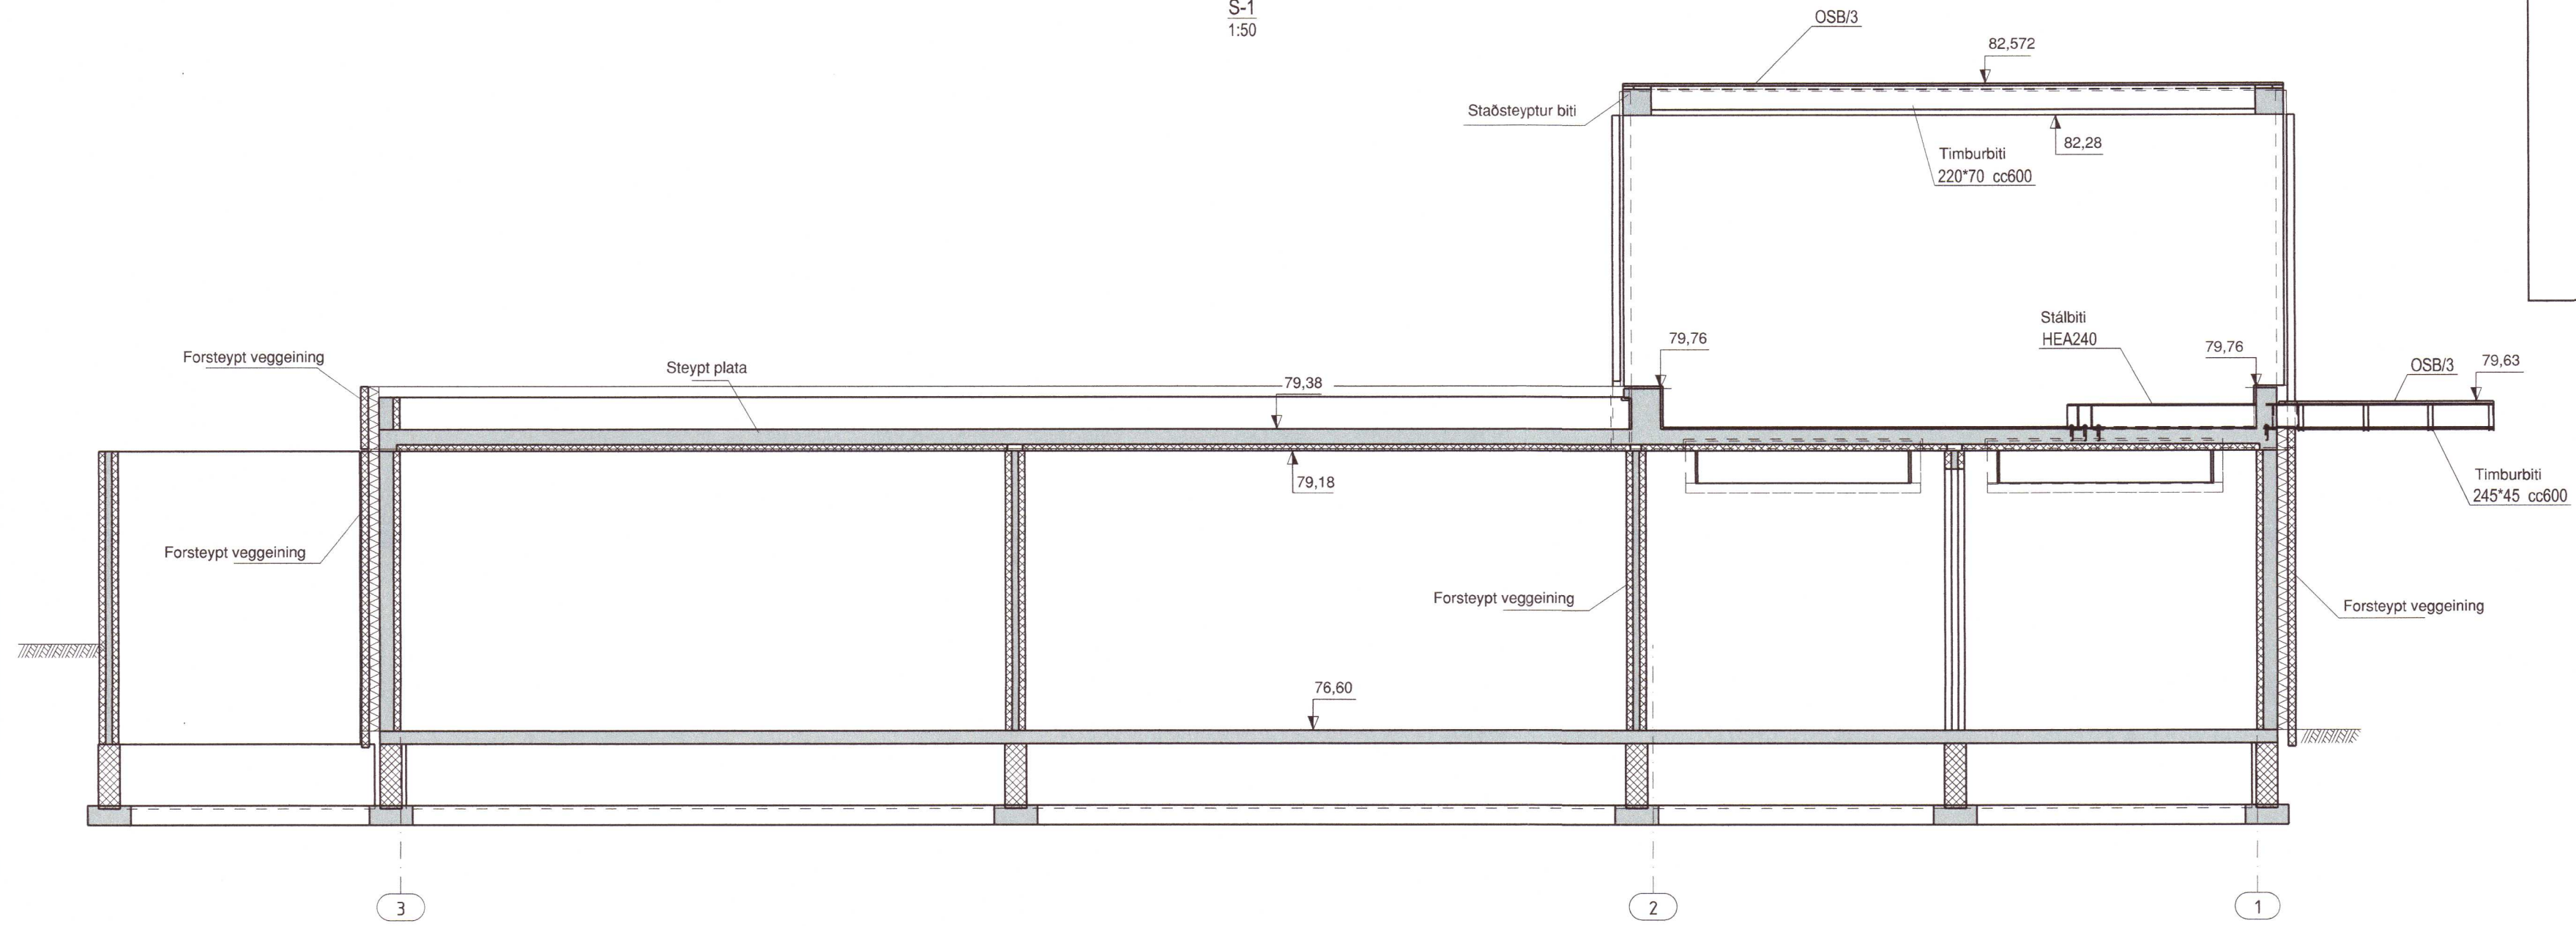 S-1
1:50
OSB/3
82,572
Staðsteyptur biti
82,28
Timburbiti
220*70 cc600
Stálbiti
HEA240
79,76
79,76
OSB/3
79,63
Forsteypt veggeining
Steypt plata
79,38
79,18
Timburbiti
245*45 cc600
Forsteypt veggeining
Forsteypt veggeining
Forsteypt veggeining
76,60
3
2
1